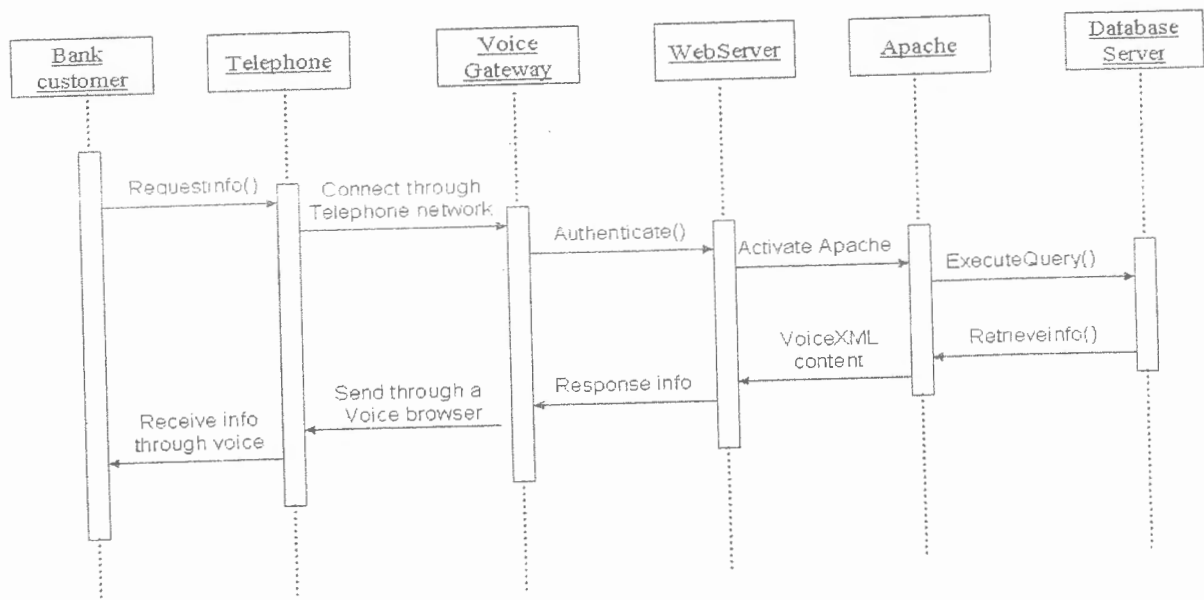 Bank
customer
Telephone
Voice
Gateway
WebServer
Apache
Database
Server
RequestInfo()
Connect through
Telephone network
Authenticate()
Activate Apache
ExecuteQuery()
RetrieveInfo()
VoiceXML
content
Response info
Send through a
Voice browser
Receive info
through voice